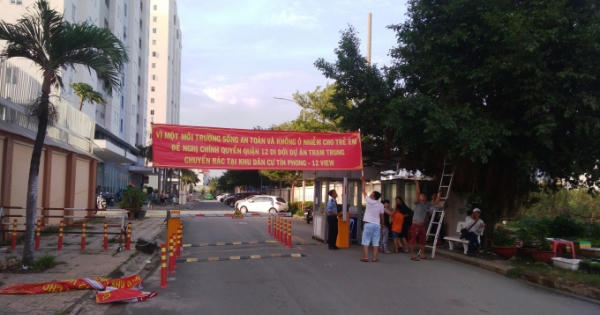 VÌ MỘT MÔI TRƯỜNG SỐNG AN TOÀN VÀ KHÔNG Ô NHIỄM CHO TRẺ EM
ĐỀ NGHỊ CHÍNH QUYỀN QUẬN 12 DI DỜI DỰ ÁN TRẠM TRUNG
CHUYỂN RÁC TẠI KHU DÂN CƯ TÍN PHONG - 12 VIEW